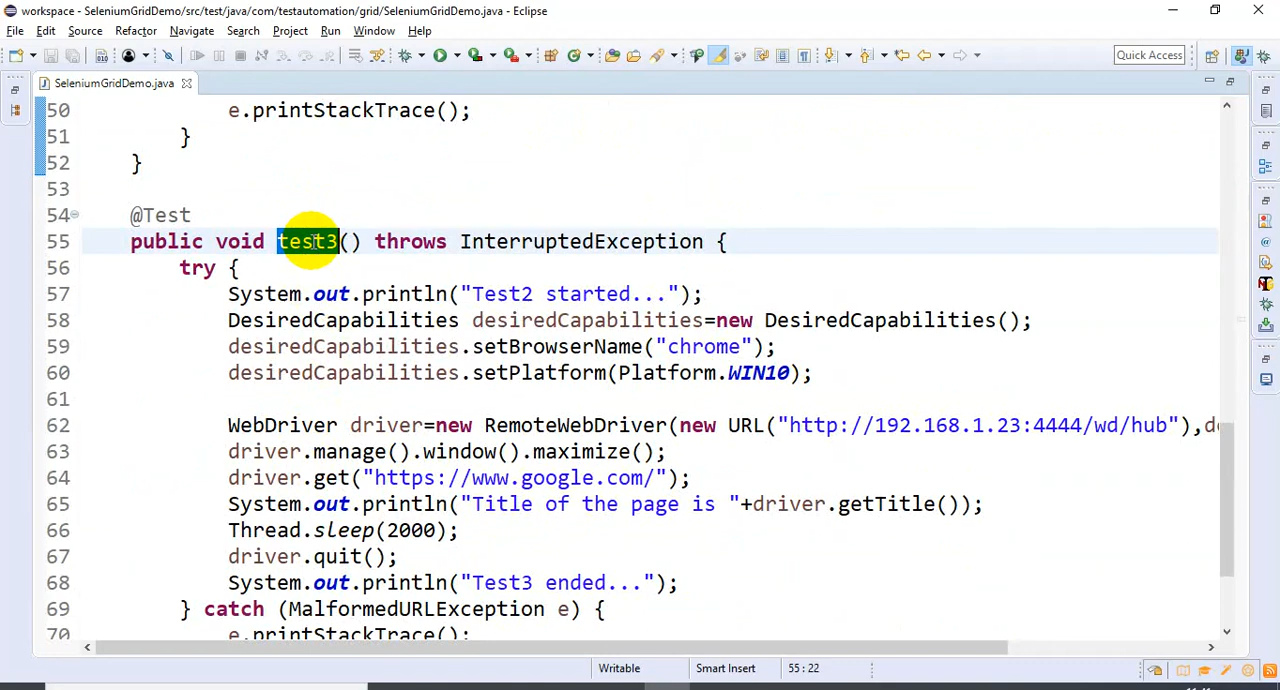 workspace - SeleniumGridDemo/src/test/java/com/testautomation/grid/SeleniumGridDemo.java - Eclipse
File Edit Source Refactor Navigate Search Project Run Window Help
Quick Access
SeleniumGridDemo.java
50 e.printStackTrace();
51 }
52 }
53
54 @Test
55 public void test3() throws InterruptedException {
56 try {
57 System.out.println("Test2 started...");
58 DesiredCapabilities desiredCapabilities=new DesiredCapabilities();
59 desiredCapabilities.setBrowserName("chrome");
60 desiredCapabilities.setPlatform(Platform.WIN10);
61
62 WebDriver driver=new RemoteWebDriver(new URL("http://192.168.1.23:4444/wd/hub"),de
63 driver.manage().window().maximize();
64 driver.get("https://www.google.com/");
65 System.out.println("Title of the page is "+driver.getTitle());
66 Thread.sleep(2000);
67 driver.quit();
68 System.out.println("Test3 ended...");
69 } catch (MalformedURLException e) {
70 e.printStackTrace();
Writable Smart Insert 55 : 22